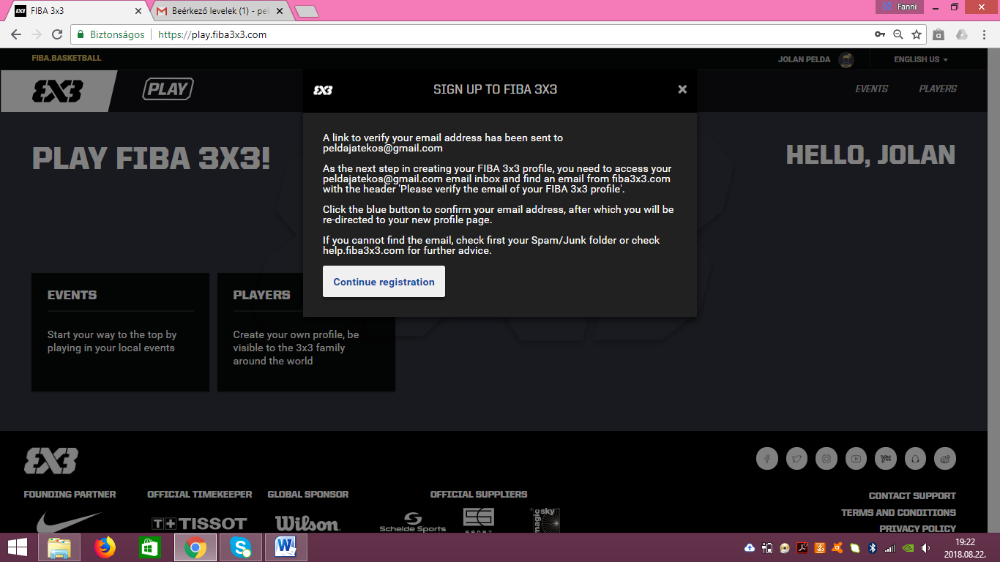 FIBA 3x3
Beérkező levelek (1) - pel
Fanni
Biztonságos
https://play.fiba3x3.com
FIBA.BASKETBALL
JOLAN PELDA
ENGLISH US
3X3
PLAY
EVENTS
PLAYERS
3X3
SIGN UP TO FIBA 3X3
PLAY FIBA 3X3!
HELLO, JOLAN
A link to verify your email address has been sent to
peldajatekos@gmail.com
As the next step in creating your FIBA 3x3 profile, you need to access your
peldajatekos@gmail.com email inbox and find an email from fiba3x3.com
with the header 'Please verify the email of your FIBA 3x3 profile'.
Click the blue button to confirm your email address, after which you will be
re-directed to your new profile page.
If you cannot find the email, check first your Spam/Junk folder or check
help.fiba3x3.com for further advice.
Continue registration
EVENTS
Start your way to the top by
playing in your local events
PLAYERS
Create your own profile, be
visible to the 3x3 family
around the world
3X3
FOUNDING PARTNER
OFFICIAL TIMEKEEPER
GLOBAL SPONSOR
OFFICIAL SUPPLIERS
T+ TISSOT
Wilson
Schelde Sports
magic sky
CONTACT SUPPORT
TERMS AND CONDITIONS
PRIVACY POLICY
19:22
2018.08.22.